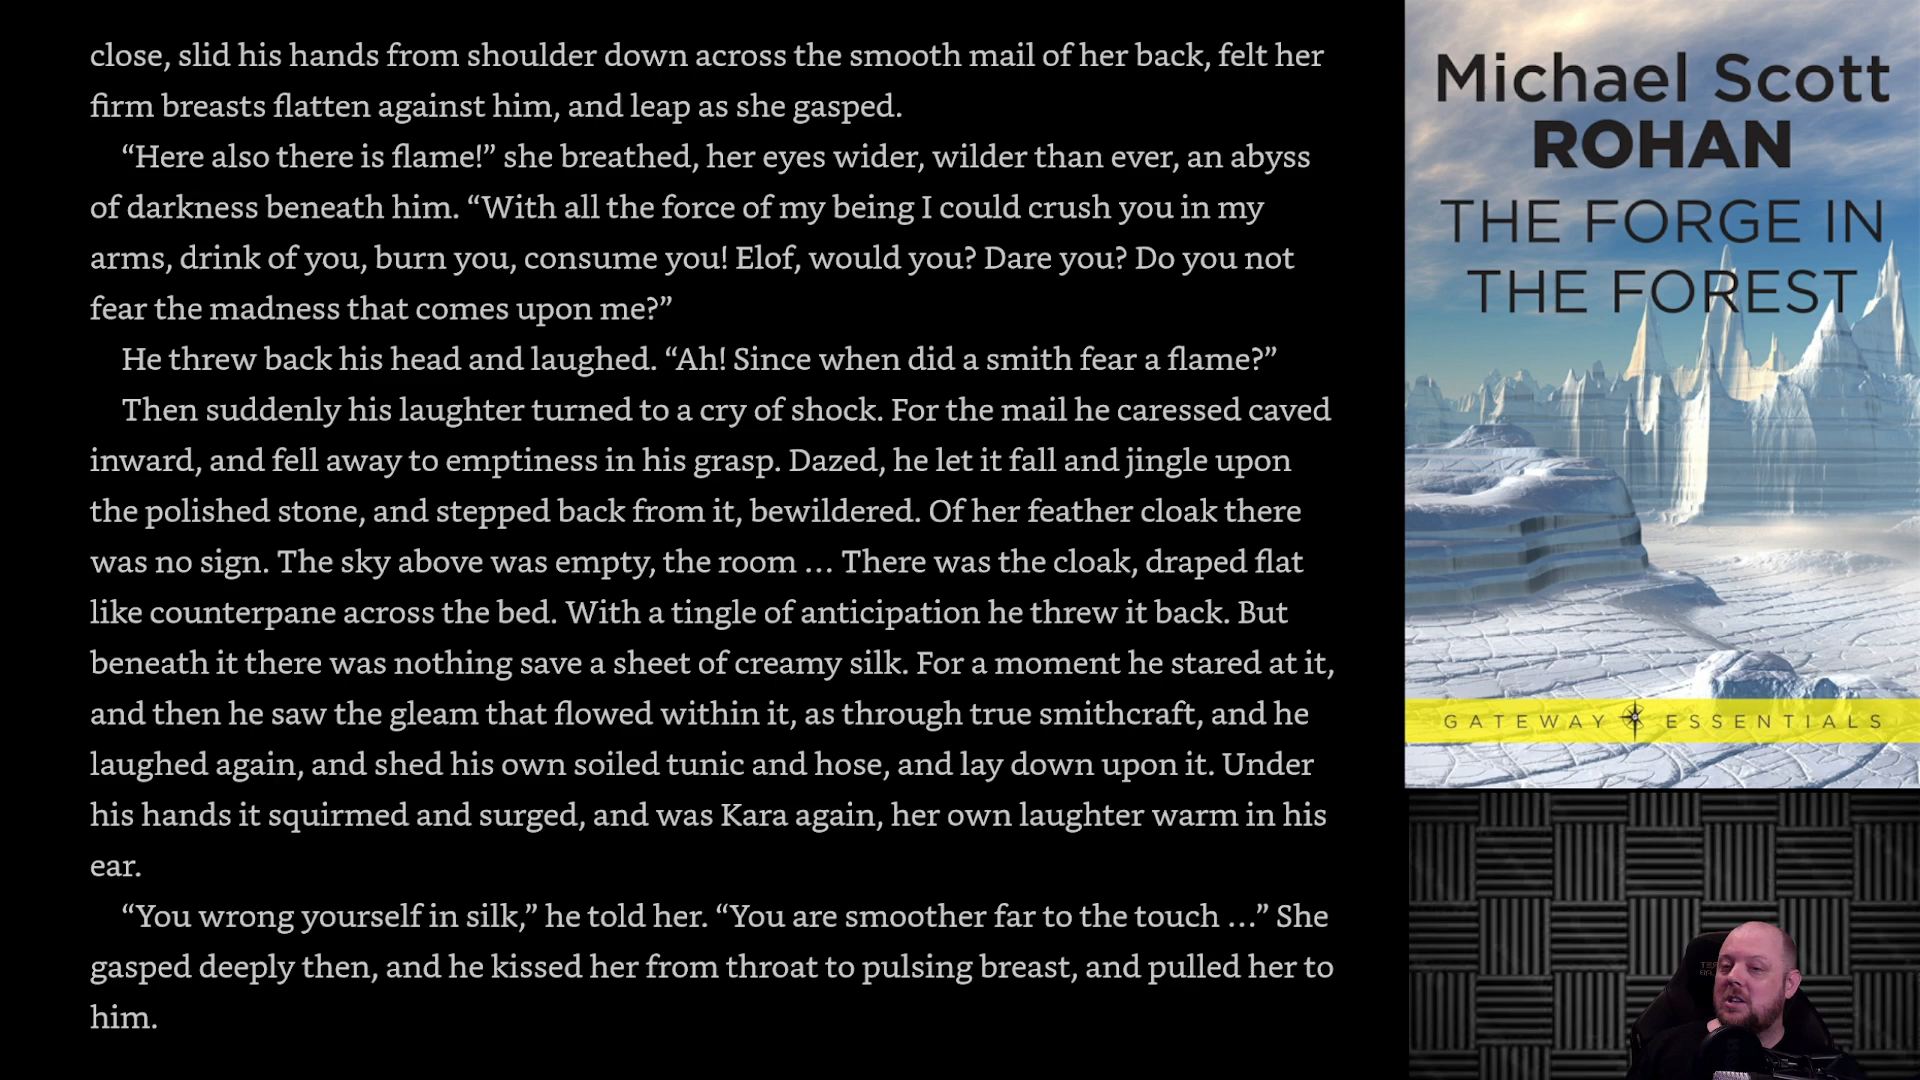 close, slid his hands from shoulder down across the smooth mail of her back, felt her
firm breasts flatten against him, and leap as she gasped.
“Here also there is flame!” she breathed, her eyes wider, wilder than ever, an abyss
of darkness beneath him. “With all the force of my being I could crush you in my
arms, drink of you, burn you, consume you! Elof, would you? Dare you? Do you not
fear the madness that comes upon me?”
He threw back his head and laughed. “Ah! Since when did a smith fear a flame?”
Then suddenly his laughter turned to a cry of shock. For the mail he caressed caved
inward, and fell away to emptiness in his grasp. Dazed, he let it fall and jingle upon
the polished stone, and stepped back from it, bewildered. Of her feather cloak there
was no sign. The sky above was empty, the room … There was the cloak, draped flat
like counterpane across the bed. With a tingle of anticipation he threw it back. But
beneath it there was nothing save a sheet of creamy silk. For a moment he stared at it,
and then he saw the gleam that flowed within it, as through true smithcraft, and he
laughed again, and shed his own soiled tunic and hose, and lay down upon it. Under
his hands it squirmed and surged, and was Kara again, her own laughter warm in his
ear.
“You wrong yourself in silk,” he told her. “You are smoother far to the touch …” She
gasped deeply then, and he kissed her from throat to pulsing breast, and pulled her to
him.
Michael Scott
ROHAN
THE FORGE IN
THE FOREST
GATEWAY ESSENTIALS